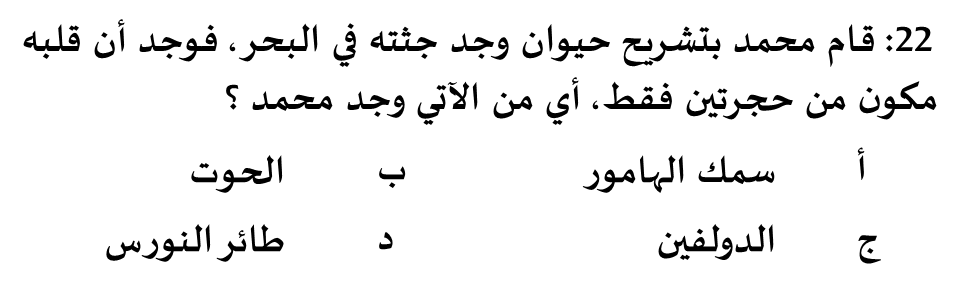 22: قام محمد بتشريح حيوان وجد جثته في البحر، فوجد أن قلبه
مكون من حجرتين فقط، أي من الآتي وجد محمد ؟
أ سمك الهامور ب الحوت
ج الدولفين د طائر النورس